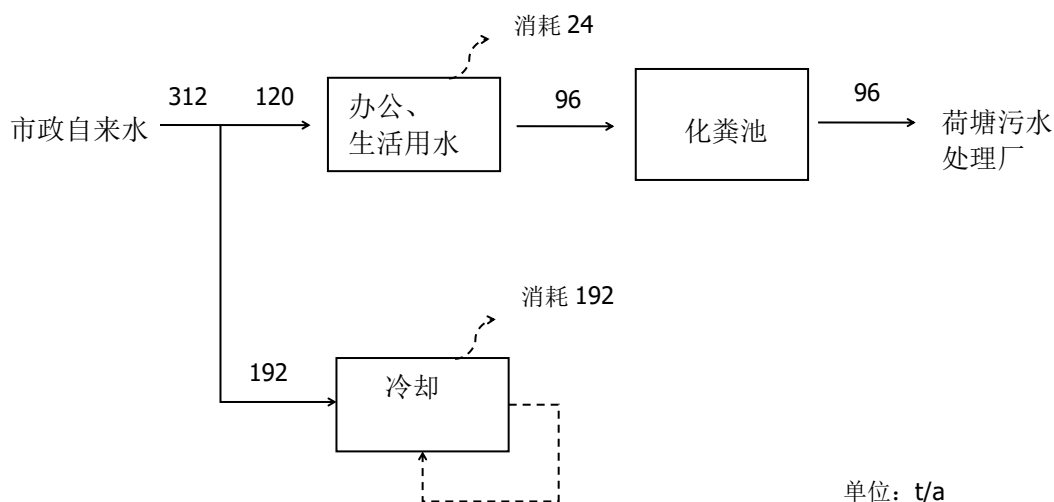 消耗 24
312
120
办公、
生活用水
96
化粪池
96
市政自来水
荷塘污水
处理厂
消耗 192
192
冷却
单位：t/a